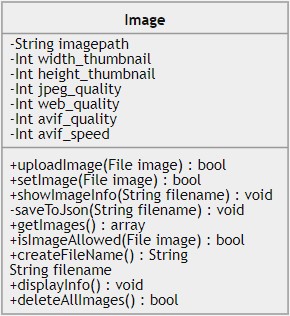 Image
-String imagepath
-Int width_thumbnail
-Int height_thumbnail
-Int jpeg_quality
-Int web_quality
-Int avif_quality
-Int avif_speed
+uploadImage(File image) : bool
+setImage(File image) : bool
+showImageInfo(String filename) : void
-saveToJson(String filename) : void
+getImages() : array
+isImageAllowed(File image) : bool
+createFileName() : String
String filename
+displayInfo() : void
+deleteAllImages() : bool